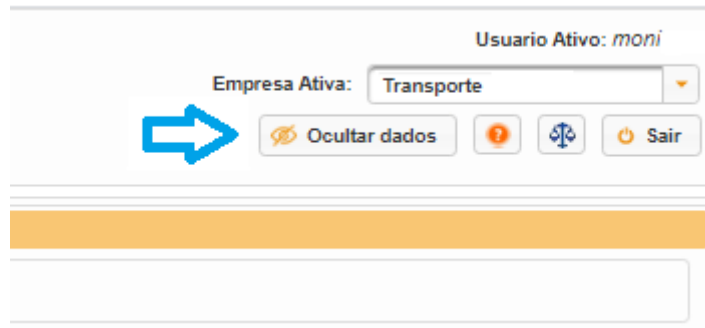 Usuario Ativo: moni
Empresa Ativa: Transporte
Ocultar dados ? Sair